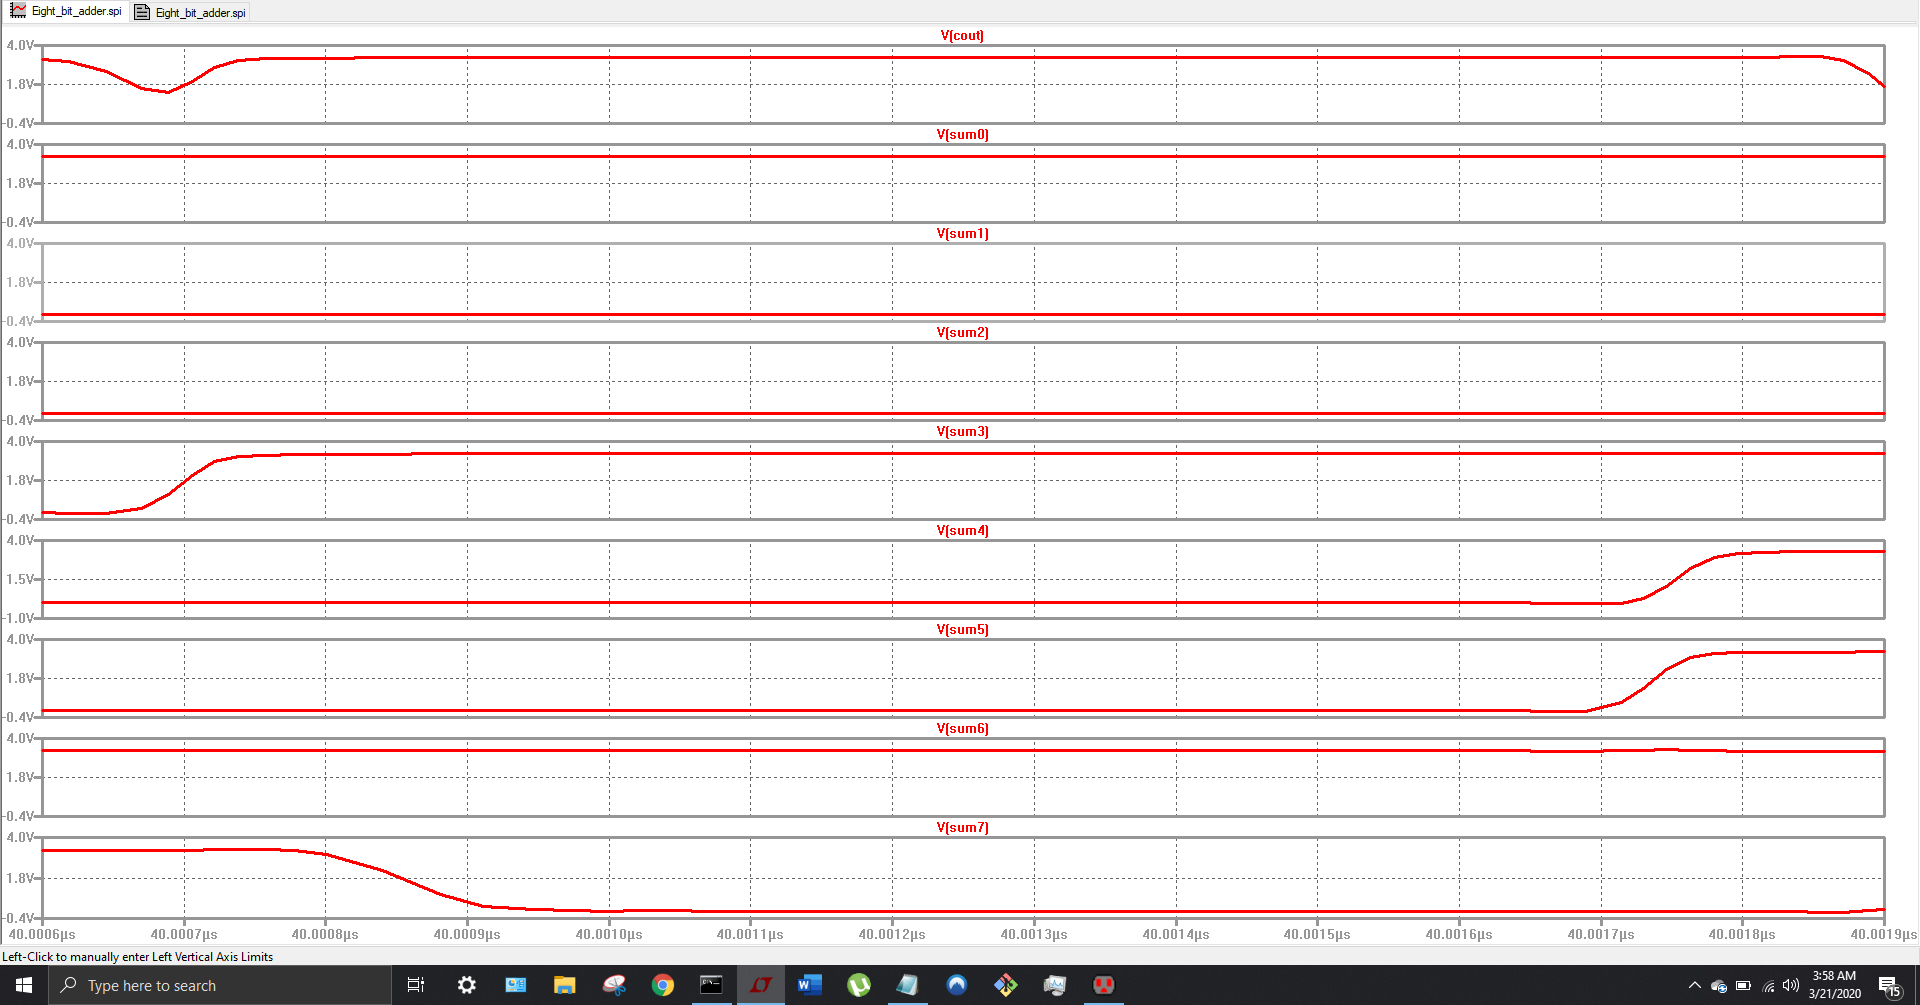 Eight_bit_adder.spi Eight_bit_adder.spi
V(cout)
4.0V
1.8V
-0.4V
V(sum0)
4.0V
1.8V
-0.4V
V(sum1)
4.0V
1.8V
-0.4V
V(sum2)
4.0V
1.8V
-0.4V
V(sum3)
4.0V
1.8V
-0.4V
V(sum4)
4.0V
1.5V
-1.0V
V(sum5)
4.0V
1.8V
-0.4V
V(sum6)
4.0V
1.8V
-0.4V
V(sum7)
4.0V
1.8V
-0.4V
40.0006µs 40.0007µs 40.0008µs 40.0009µs 40.0010µs 40.0011µs 40.0012µs 40.0013µs 40.0014µs 40.0015µs 40.0016µs 40.0017µs 40.0018µs 40.0019µs
Left-Click to manually enter Left Vertical Axis Limits
Type here to search
3:58 AM
3/21/2020
15